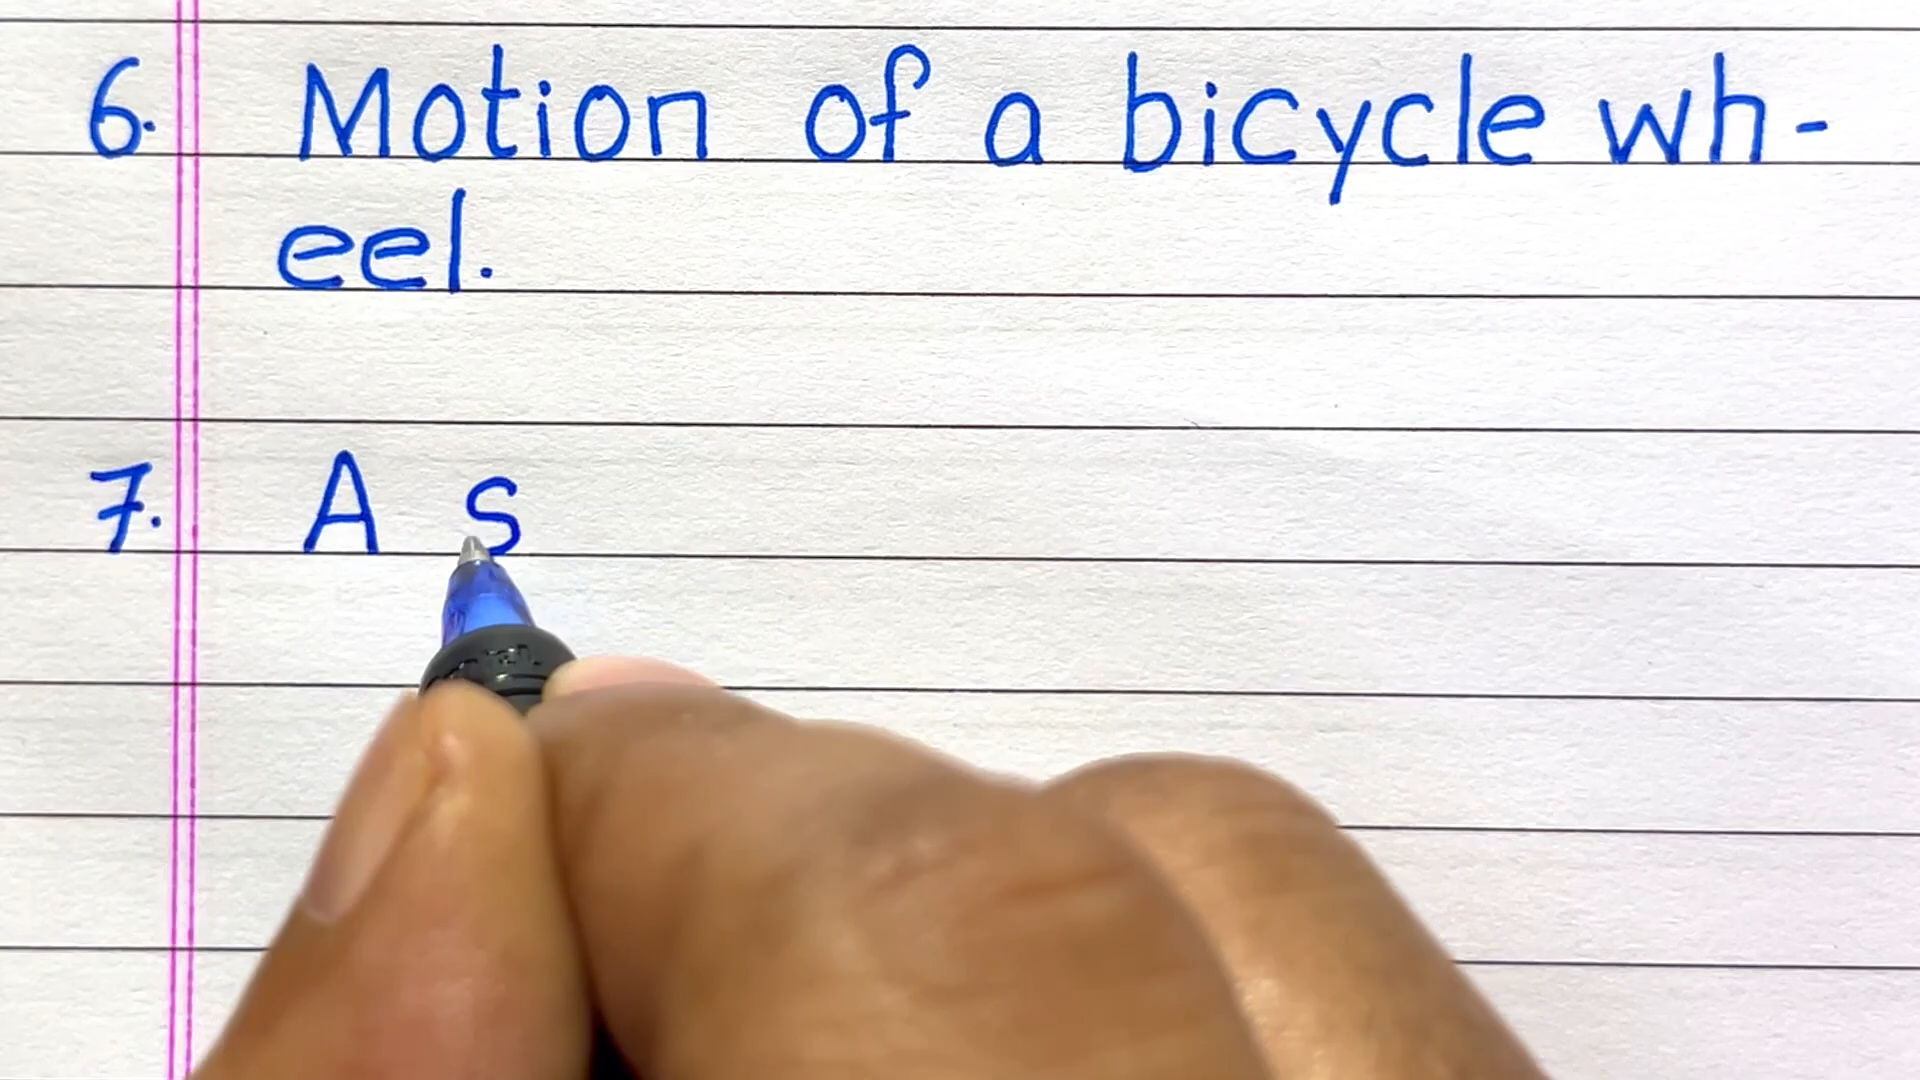 6. Motion of a bicycle wh-
eel.
7. A s